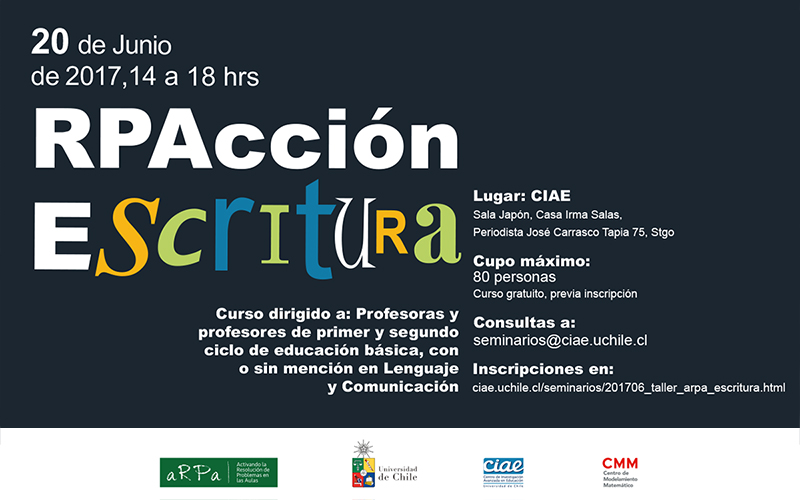 20 de Junio
de 2017,14 a 18 hrs
RPAcción
Escritura
Lugar: CIAE
Sala Japón, Casa Irma Salas,
Periodista José Carrasco Tapia 75, Stgo
Cupo máximo:
80 personas
Curso gratuito, previa inscripción
Curso dirigido a: Profesoras y
profesores de primer y segundo
ciclo de educación básica, con
o sin mención en Lenguaje
y Comunicación
Consultas a:
seminarios@ciae.uchile.cl
Inscripciones en:
ciae.uchile.cl/seminarios/201706_taller_arpa_escritura.html
aRPa
Activando la
Resolución de
Problemas en
las Aulas
Universidad
de Chile
ciae
Centro de Investigación
Avanzada en Educación
Universidad de Chile
CMM
Centro de
Modelamiento
Matemático